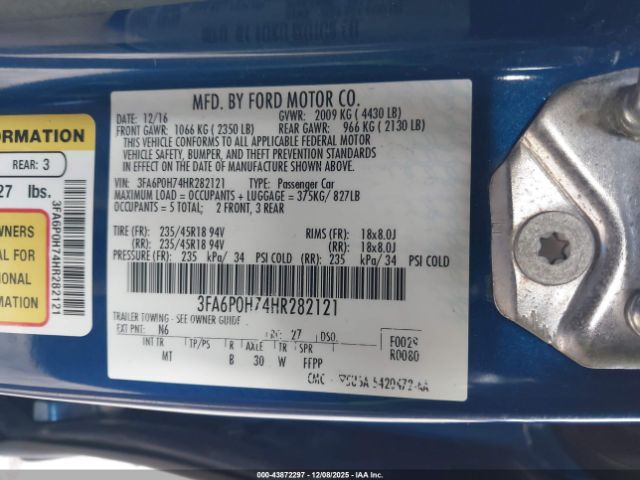 MFD. BY FORD MOTOR CO.
DATE: 12/16 GVWR: 2009 KG ( 4430 LB)
FRONT GAWR: 1066 KG ( 2350 LB) REAR GAWR: 966 KG ( 2130 LB)
THIS VEHICLE CONFORMS TO ALL APPLICABLE FEDERAL MOTOR
VEHICLE SAFETY, BUMPER, AND THEFT PREVENTION STANDARDS
IN EFFECT ON THE DATE OF MANUFACTURE SHOWN ABOVE.
VIN: 3FA6P0H74HR282121 TYPE: Passenger Car
MAXIMUM LOAD = OCCUPANTS + LUGGAGE = 375KG/ 827LB
OCCUPANTS = 5 TOTAL; 2 FRONT, 3 REAR
TIRE (FR): 235/45R18 94V RIMS (FR): 18x8.0J
(RR): 235/45R18 94V (RR): 18x8.0J
PRESSURE (FR): 235 kPa/ 34 PSI COLD (RR): 235 kPa/ 34 PSI COLD
3FA6P0H74HR282121
TRAILER TOWING - SEE OWNER GUIDE
EXT PNT: N6 RC: 27 DSO:
F0029
R0080
INT TR TP/PS R AXLE TR SPR
MT B 30 W FFPP
ORMATION
REAR: 3
27 lbs.
3FA6P0H74HR282121
WNERS
AL FOR
IONAL
MATION
000-43872297 - 12/08/2025 - IAAI.COM